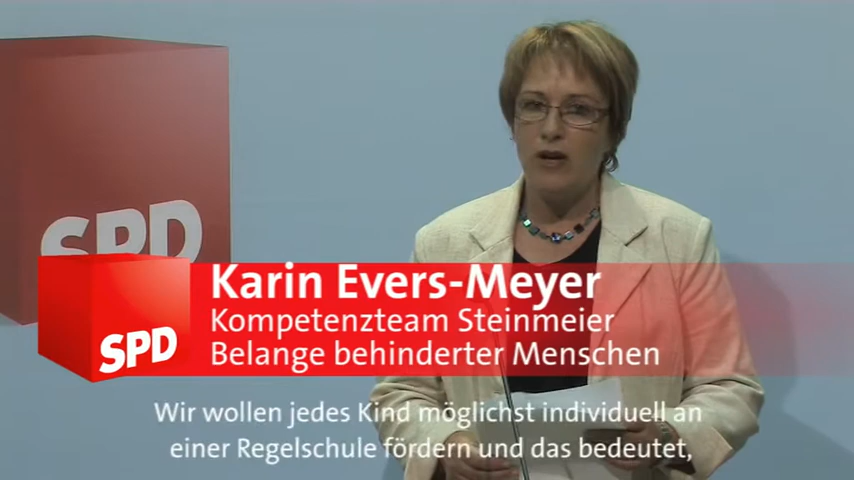 SPD
SPD
Karin Evers-Meyer
Kompetenzteam Steinmeier
Belange behinderter Menschen
Wir wollen jedes Kind möglichst individuell an
einer Regelschule fördern und das bedeutet,